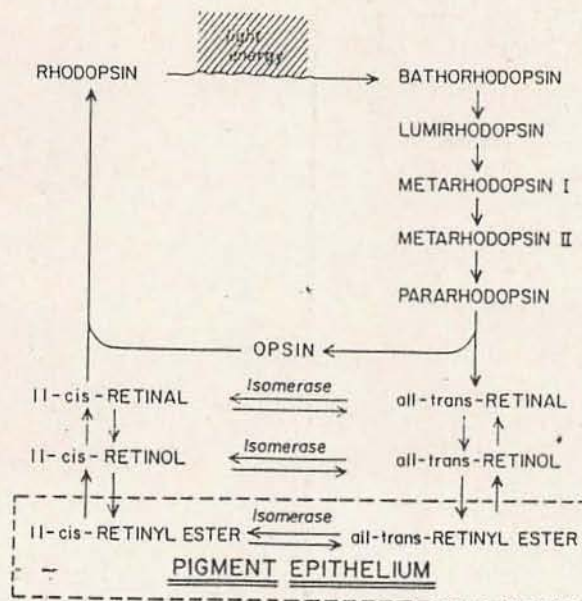 light
energy
RHODOPSIN BATHORHODOPSIN
LUMIRHODOPSIN
METARHODOPSIN I
METARHODOPSIN II
PARARHODOPSIN
OPSIN
11-cis-RETINAL Isomerase all-trans-RETINAL
11-cis-RETINOL Isomerase all-trans-RETINOL
11-cis-RETINYL ESTER Isomerase all-trans-RETINYL ESTER
PIGMENT EPITHELIUM